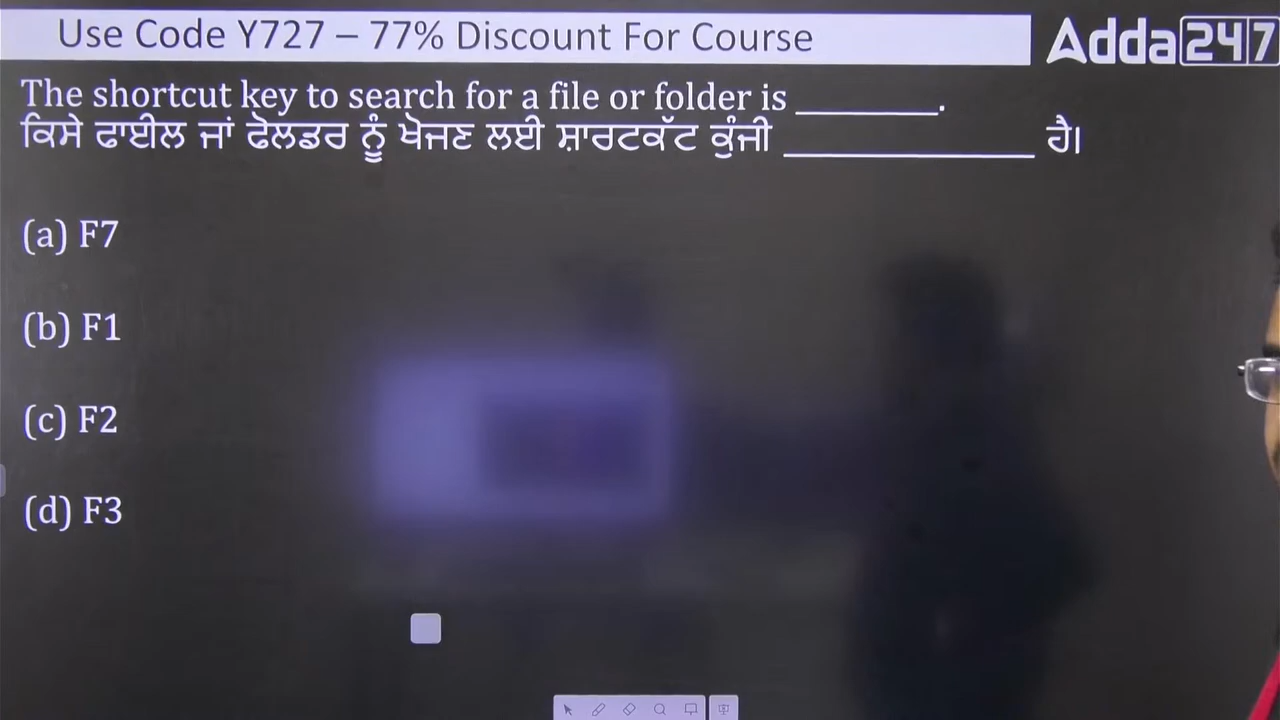 Use Code Y727 – 77% Discount For Course
Adda247
The shortcut key to search for a file or folder is ________.
ਕਿਸੇ ਫਾਈਲ ਜਾਂ ਫੋਲਡਰ ਨੂੰ ਖੋਜਣ ਲਈ ਸ਼ਾਰਟਕੱਟ ਕੁੰਜੀ ______________ ਹੈ।
(a) F7
(b) F1
(c) F2
(d) F3